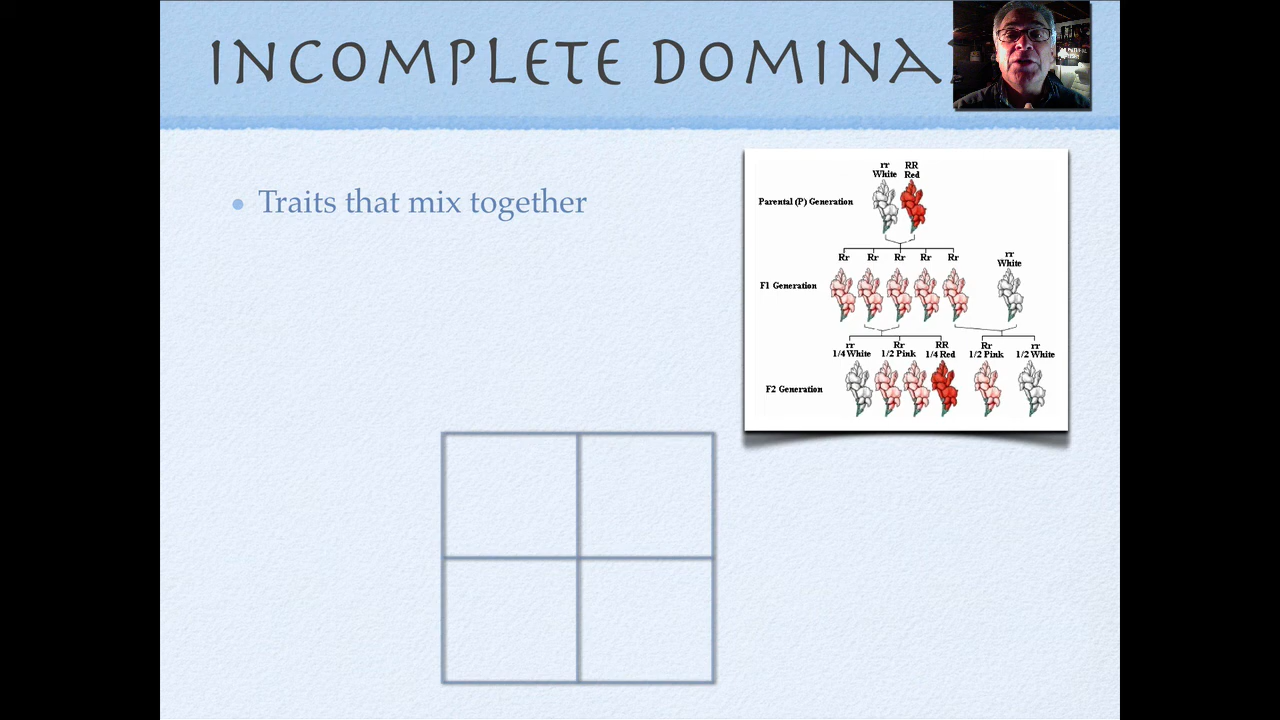 INCOMPLETE DOMINA
• Traits that mix together
rr RR
White Red
Parental (P) Generation
Rr Rr Rr Rr Rr
rr
White
F1 Generation
rr Rr RR Rr rr
1/4 White 1/2 Pink 1/4 Red 1/2 Pink 1/2 White
F2 Generation